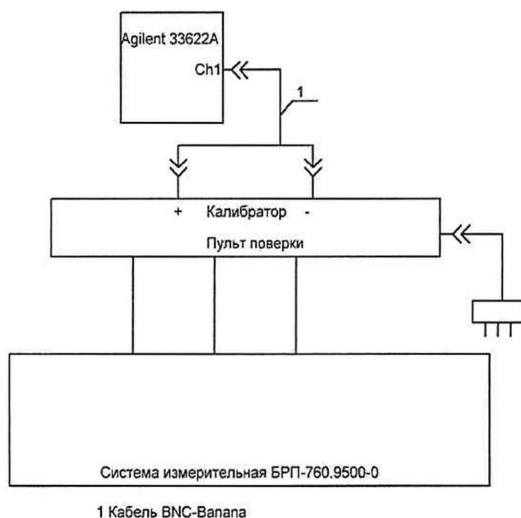 Agilent 33622A
Ch1
1
+ Калибратор -
Пульт поверки
Система измерительная БРП-760.9500-0
1 Кабель BNC-Banana